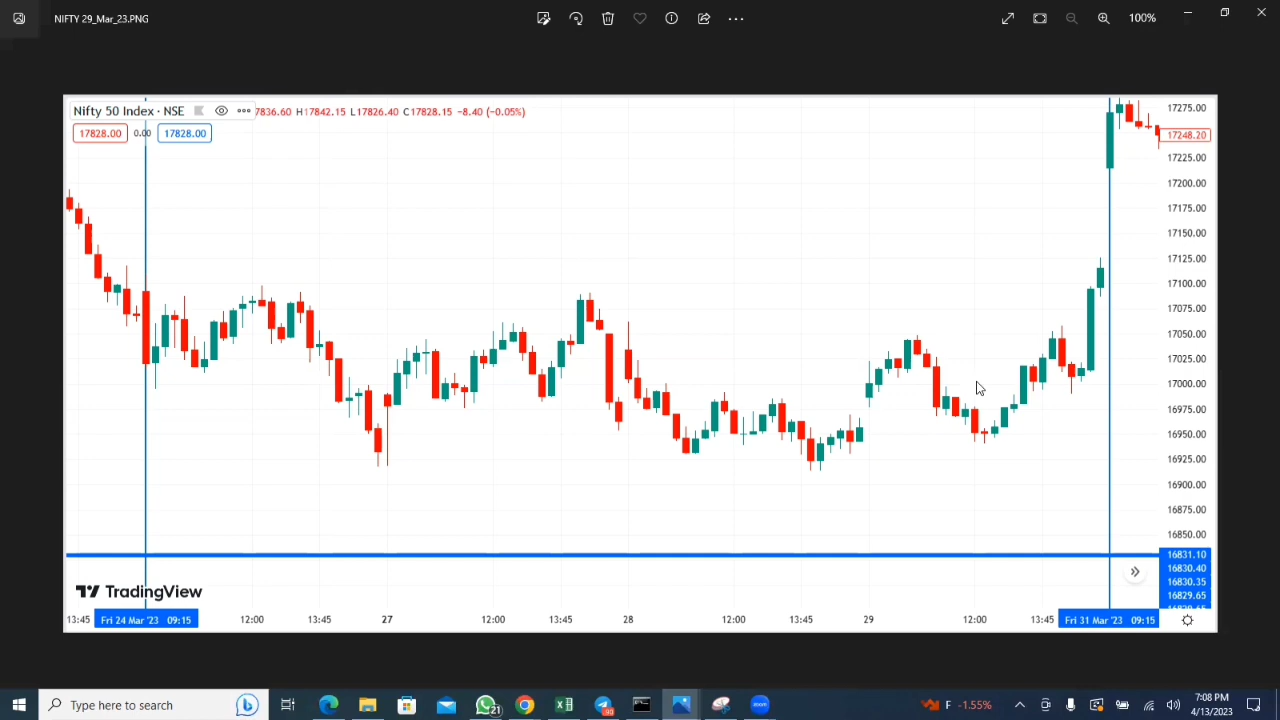 NIFTY 29_Mar_23.PNG
100%
Nifty 50 Index · NSE
7836.60 H17842.15 L17826.40 C17828.15 −8.40 (−0.05%)
17828.00 0.00 17828.00
17275.00
17248.20
17225.00
17200.00
17175.00
17150.00
17125.00
17100.00
17075.00
17050.00
17025.00
17000.00
16975.00
16950.00
16925.00
16900.00
16875.00
16850.00
16831.10
16830.40
16830.35
16829.65
TradingView
13:45 Fri 24 Mar '23 09:15 12:00 13:45 27 12:00 13:45 28 12:00 13:45 29 12:00 13:45 Fri 31 Mar '23 09:15
Type here to search
21
90
zoom
F -1.55%
7:08 PM
4/13/2023